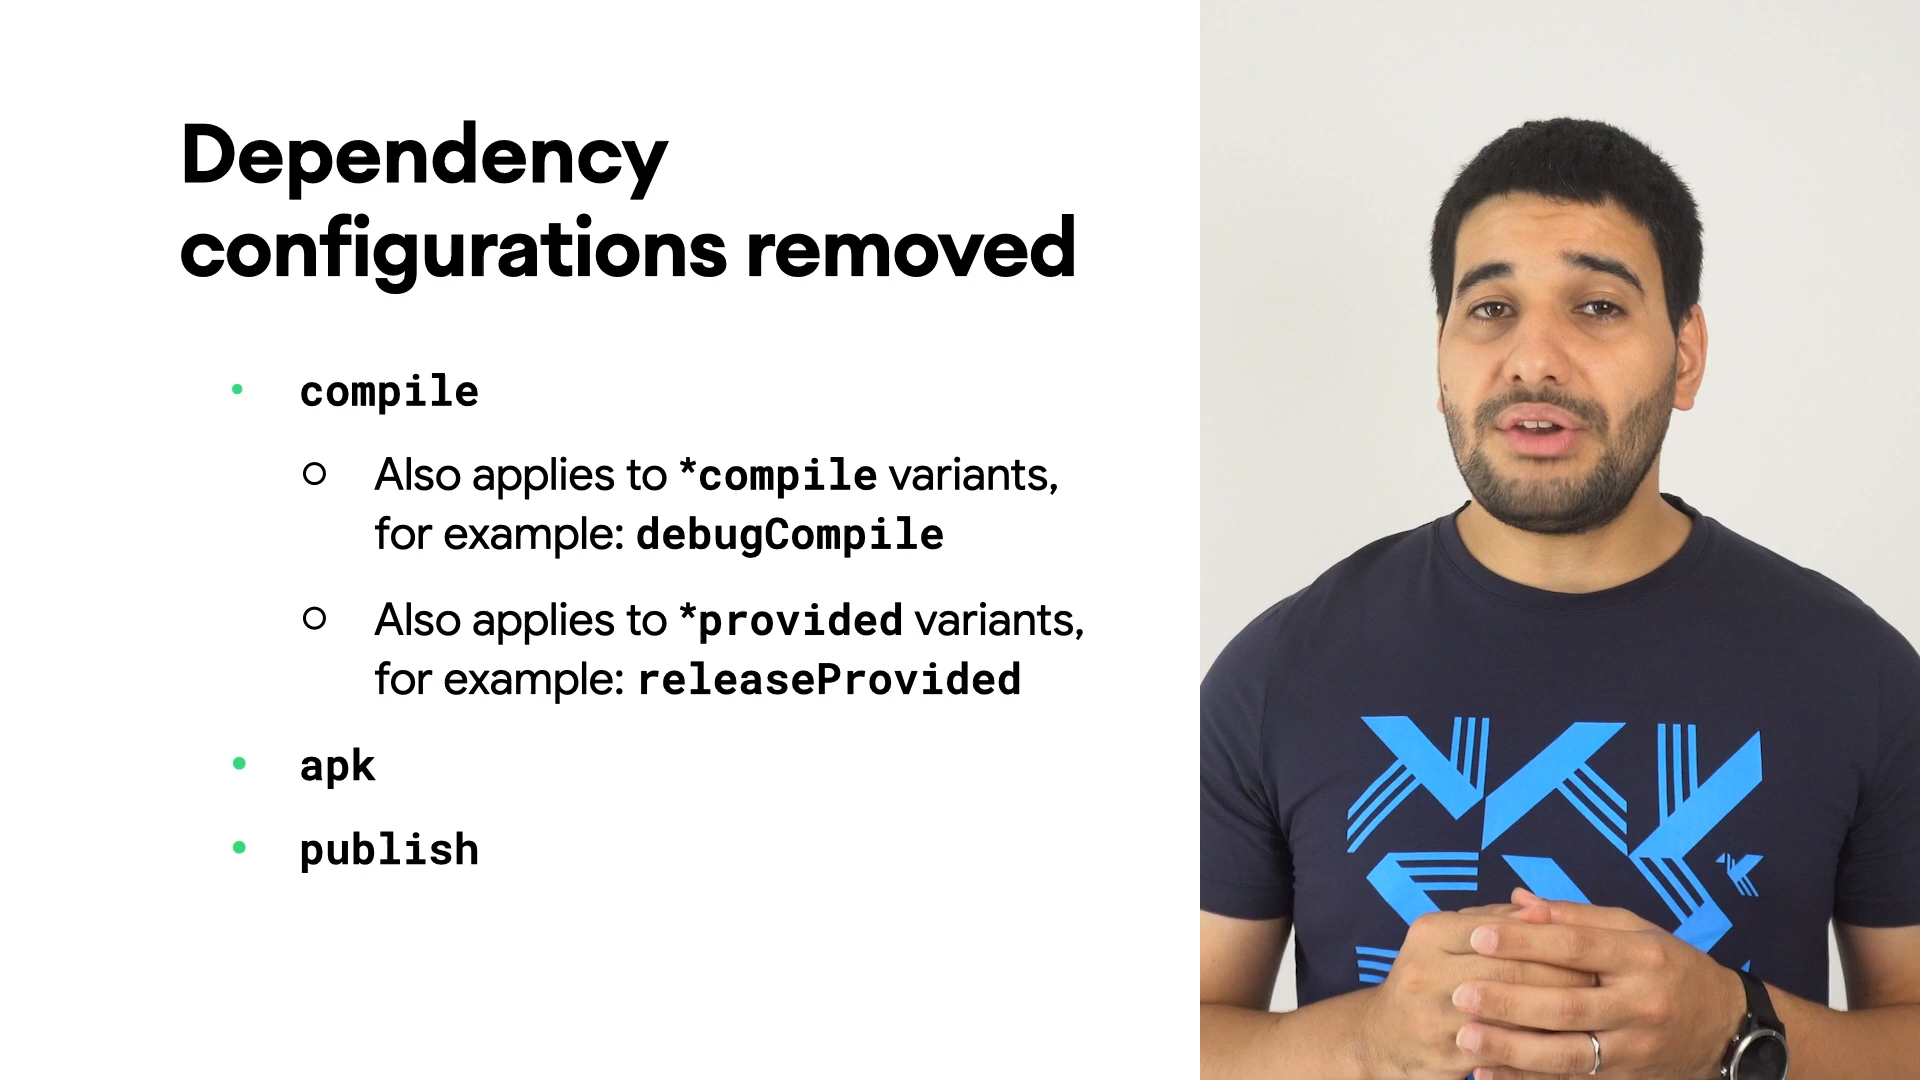 Dependency
configurations removed
• compile
○ Also applies to *compile variants,
for example: debugCompile
○ Also applies to *provided variants,
for example: releaseProvided
• apk
• publish